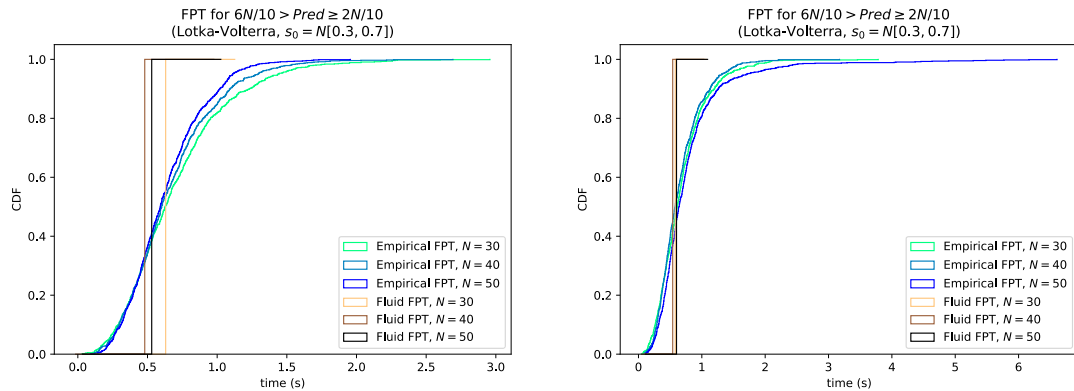 FPT for 6N/10 > Pred ≥ 2N/10
(Lotka-Volterra, s₀ = N[0.3, 0.7])
1.0
0.8
0.6
0.4
0.2
0.0
CDF
Empirical FPT, N = 30
Empirical FPT, N = 40
Empirical FPT, N = 50
Fluid FPT, N = 30
Fluid FPT, N = 40
Fluid FPT, N = 50
0.0 0.5 1.0 1.5 2.0 2.5 3.0
time (s)
FPT for 6N/10 > Pred ≥ 2N/10
(Lotka-Volterra, s₀ = N[0.3, 0.7])
1.0
0.8
0.6
0.4
0.2
0.0
CDF
Empirical FPT, N = 30
Empirical FPT, N = 40
Empirical FPT, N = 50
Fluid FPT, N = 30
Fluid FPT, N = 40
Fluid FPT, N = 50
0 1 2 3 4 5 6
time (s)